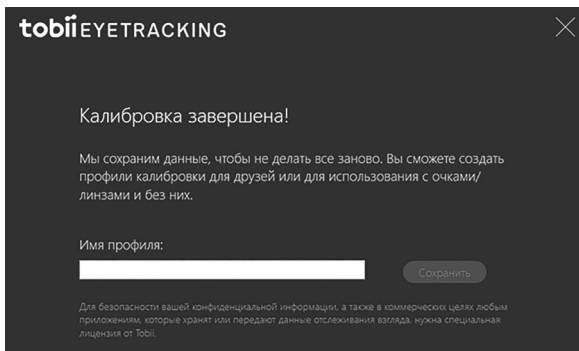 tobii EYETRACKING
Калибровка завершена!
Мы сохраним данные, чтобы не делать все заново. Вы сможете создать
профили калибровки для друзей или для использования с очками/
линзами и без них.
Имя профиля:
Сохранить
Для безопасности вашей конфиденциальной информации, а также в коммерческих целях любым
приложениям, которые хранят или передают данные отслеживания взгляда, нужна специальная
лицензия от Tobii.